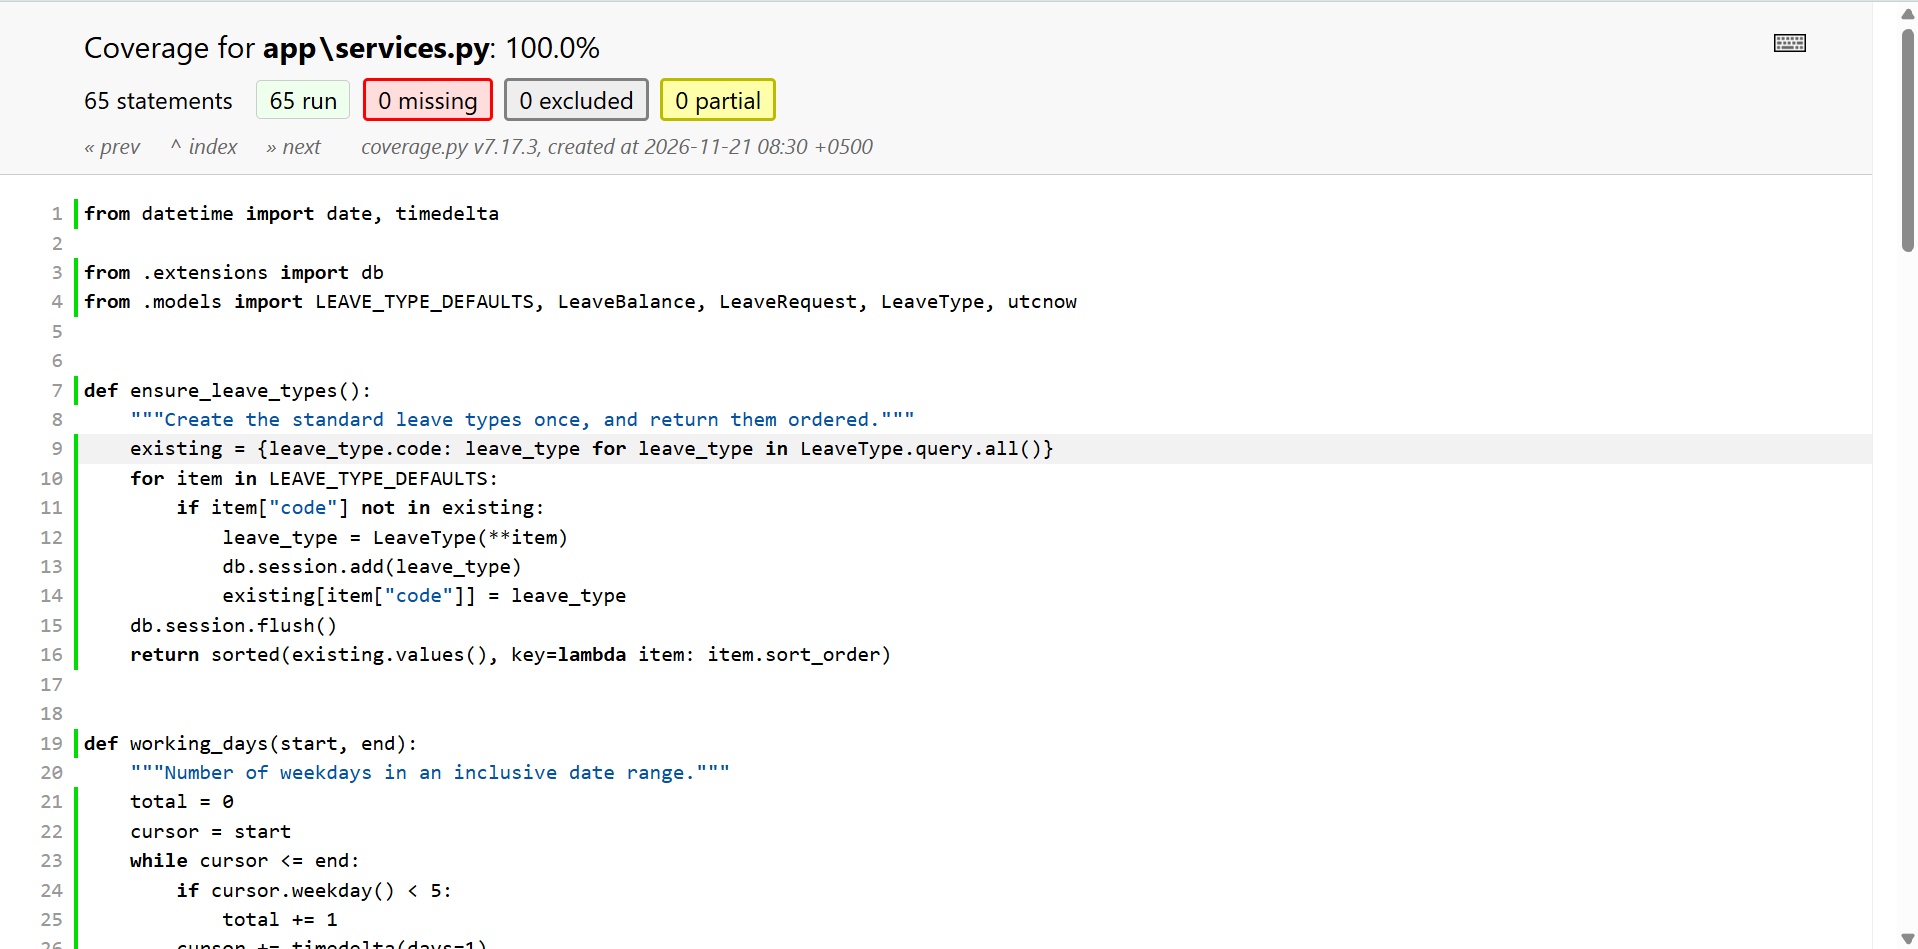 Coverage for app\services.py: 100.0%
65 statements 65 run 0 missing 0 excluded 0 partial
« prev ^ index » next coverage.py v7.17.3, created at 2026-11-21 08:30 +0500
1 from datetime import date, timedelta
2
3 from .extensions import db
4 from .models import LEAVE_TYPE_DEFAULTS, LeaveBalance, LeaveRequest, LeaveType, utcnow
5
6
7 def ensure_leave_types():
8     """Create the standard leave types once, and return them ordered."""
9     existing = {leave_type.code: leave_type for leave_type in LeaveType.query.all()}
10     for item in LEAVE_TYPE_DEFAULTS:
11         if item["code"] not in existing:
12             leave_type = LeaveType(**item)
13             db.session.add(leave_type)
14             existing[item["code"]] = leave_type
15     db.session.flush()
16     return sorted(existing.values(), key=lambda item: item.sort_order)
17
18
19 def working_days(start, end):
20     """Number of weekdays in an inclusive date range."""
21     total = 0
22     cursor = start
23     while cursor <= end:
24         if cursor.weekday() < 5:
25             total += 1
26         cursor += timedelta(days=1)